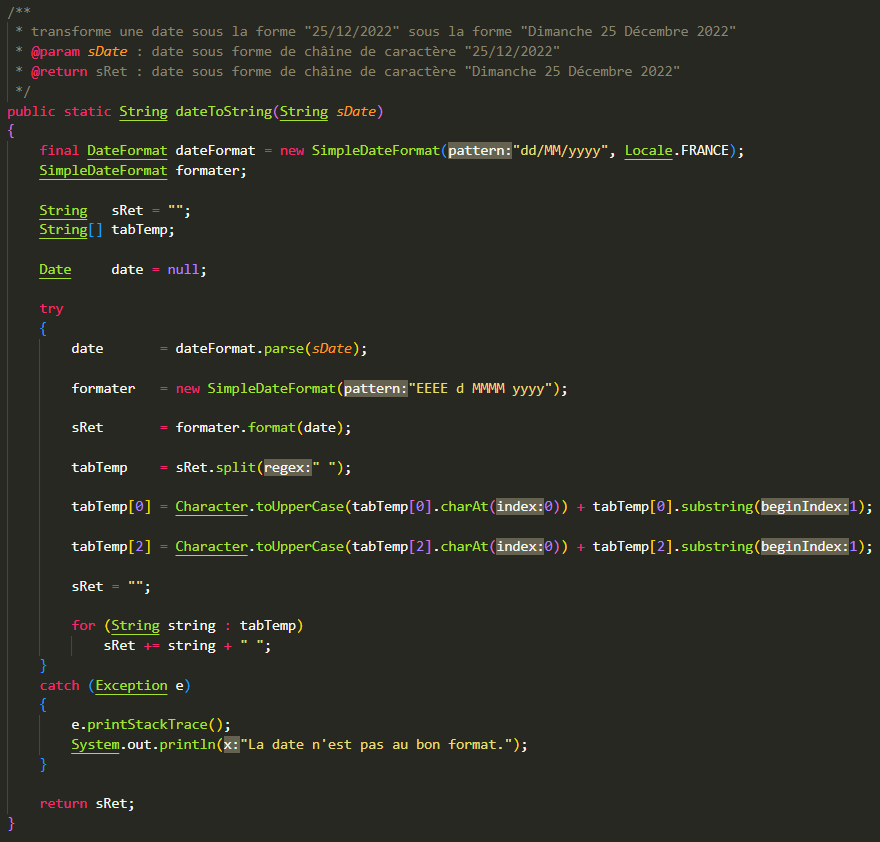 /**
 * transforme une date sous la forme "25/12/2022" sous la forme "Dimanche 25 Décembre 2022"
 * @param sDate : date sous forme de châine de caractère "25/12/2022"
 * @return sRet : date sous forme de châine de caractère "Dimanche 25 Décembre 2022"
 */
public static String dateToString(String sDate)
{
    final DateFormat dateFormat = new SimpleDateFormat(pattern:"dd/MM/yyyy", Locale.FRANCE);
    SimpleDateFormat formater;

    String   sRet = "";
    String[] tabTemp;

    Date     date = null;

    try
    {
        date       = dateFormat.parse(sDate);

        formater   = new SimpleDateFormat(pattern:"EEEE d MMMM yyyy");

        sRet       = formater.format(date);

        tabTemp    = sRet.split(regex:" ");

        tabTemp[0] = Character.toUpperCase(tabTemp[0].charAt(index:0)) + tabTemp[0].substring(beginIndex:1);

        tabTemp[2] = Character.toUpperCase(tabTemp[2].charAt(index:0)) + tabTemp[2].substring(beginIndex:1);

        sRet = "";

        for (String string : tabTemp)
            sRet += string + " ";
    }
    catch (Exception e)
    {
        e.printStackTrace();
        System.out.println(x:"La date n'est pas au bon format.");
    }

    return sRet;
}